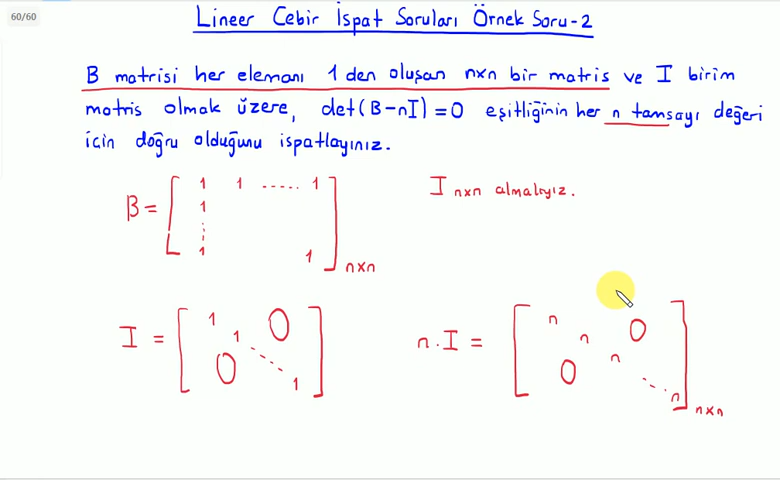 60/60
Lineer Cebir İspat Soruları Örnek Soru-2
B matrisi her elemanı 1 den oluşan nxn bir matris ve I birim
matris olmak üzere, det(B-nI)=0 eşitliğinin her n tamsayı değeri
için doğru olduğunu ispatlayınız.
B = [ 1 1 ..... 1
1
⋮
1 1 ] nxn
I nxn almalıyız.
I = [ 1 0
1
0 ⋱ 1 ]
n.I = [ n 0
n
0 n
⋱ n ] nxn